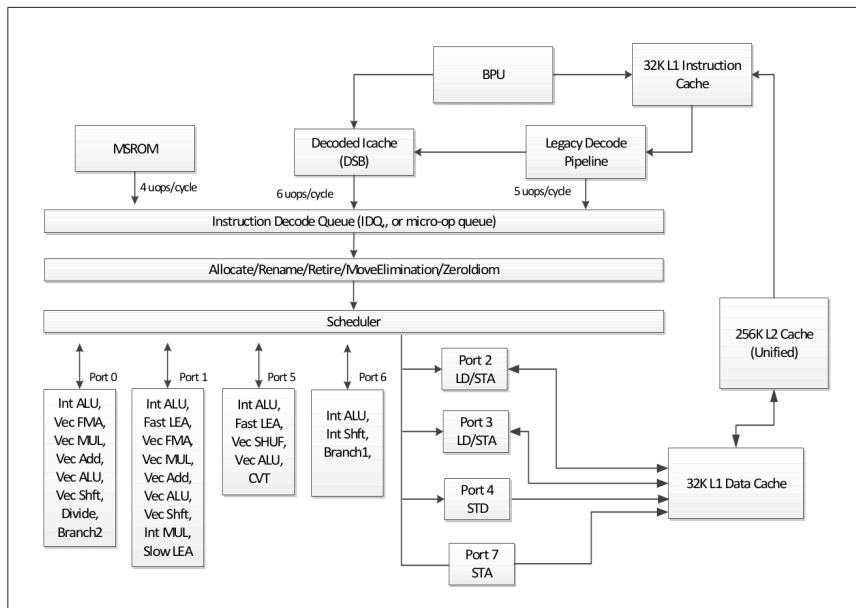 BPU
32K L1 Instruction
Cache
MSROM
Decoded Icache
(DSB)
Legacy Decode
Pipeline
4 uops/cycle
6 uops/cycle
5 uops/cycle
Instruction Decode Queue (IDQ,, or micro-op queue)
Allocate/Rename/Retire/MoveElimination/ZeroIdiom
Scheduler
256K L2 Cache
(Unified)
Port 0
Int ALU,
Vec FMA,
Vec MUL,
Vec Add,
Vec ALU,
Vec Shft,
Divide,
Branch2
Port 1
Int ALU,
Fast LEA,
Vec FMA,
Vec MUL,
Vec Add,
Vec ALU,
Vec Shft,
Int MUL,
Slow LEA
Port 5
Int ALU,
Fast LEA,
Vec SHUF,
Vec ALU,
CVT
Port 6
Int ALU,
Int Shft,
Branch1,
Port 2
LD/STA
Port 3
LD/STA
Port 4
STD
Port 7
STA
32K L1 Data Cache